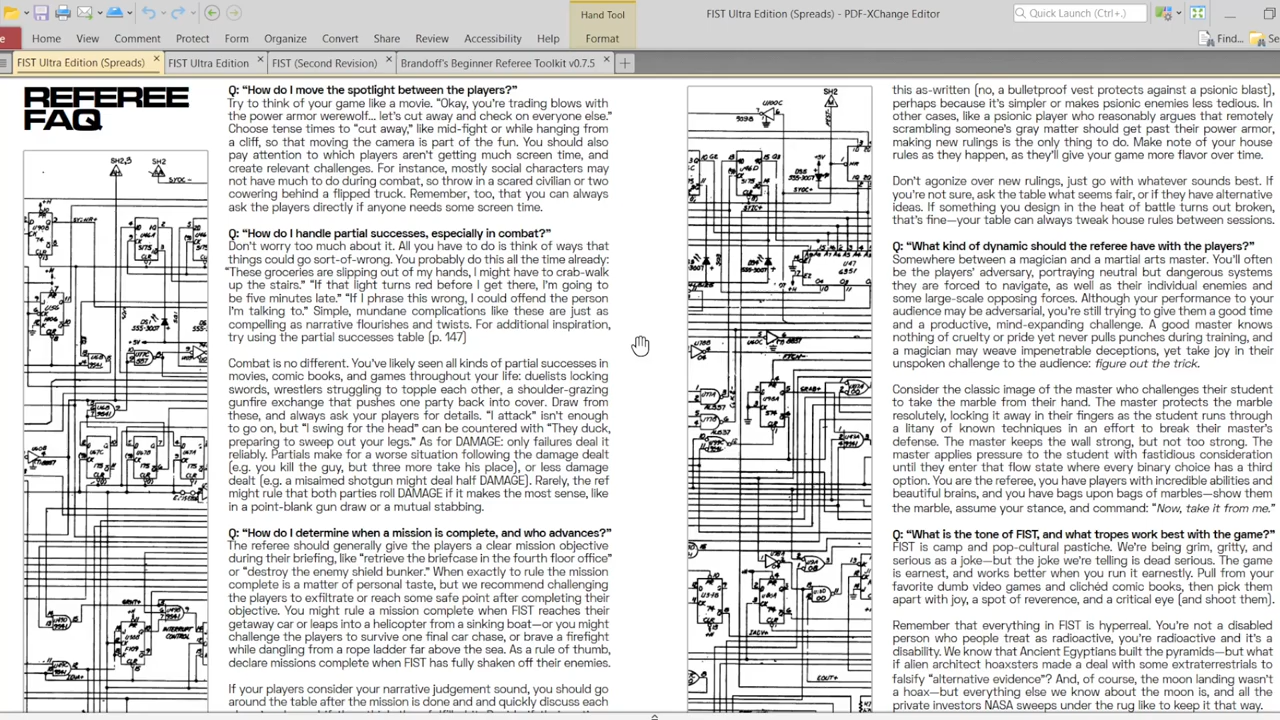 Hand Tool
FIST Ultra Edition (Spreads) - PDF-XChange Editor
Quick Launch (Ctrl+.)
Home
View
Comment
Protect
Form
Organize
Convert
Share
Review
Accessibility
Help
Format
Find...
FIST Ultra Edition (Spreads)
FIST Ultra Edition
FIST (Second Revision)
Brandoff's Beginner Referee Toolkit v0.7.5
REFEREE
FAQ
Q: “How do I move the spotlight between the players?”
Try to think of your game like a movie. “Okay, you're trading blows with
the power armor werewolf... let's cut away and check on everyone else.”
Choose tense times to “cut away,” like mid-fight or while hanging from
a cliff, so that moving the camera is part of the fun. You should also
pay attention to which players aren't getting much screen time, and
create relevant challenges. For instance, mostly social characters may
not have much to do during combat, so throw in a scared civilian or two
cowering behind a flipped truck. Remember, too, that you can always
ask the players directly if anyone needs some screen time.
Q: “How do I handle partial successes, especially in combat?”
Don't worry too much about it. All you have to do is think of ways that
things could go sort-of-wrong. You probably do this all the time already:
“These groceries are slipping out of my hands, I might have to crab-walk
up the stairs.” “If that light turns red before I get there, I'm going to
be five minutes late.” “If I phrase this wrong, I could offend the person
I'm talking to.” Simple, mundane complications like these are just as
compelling as narrative flourishes and twists. For additional inspiration,
try using the partial successes table (p. 147)
Combat is no different. You've likely seen all kinds of partial successes in
movies, comic books, and games throughout your life: duelists locking
swords, wrestlers struggling to topple each other, a shoulder-grazing
gunfire exchange that pushes one party back into cover. Draw from
these, and always ask your players for details. “I attack” isn't enough
to go on, but “I swing for the head” can be countered with “They duck,
preparing to sweep out your legs.” As for DAMAGE: only failures deal it
reliably. Partials make for a worse situation following the damage dealt
(e.g. you kill the guy, but three more take his place), or less damage
dealt (e.g. a misaimed shotgun might deal half DAMAGE). Rarely, the ref
might rule that both parties roll DAMAGE if it makes the most sense, like
in a point-blank gun draw or a mutual stabbing.
Q: “How do I determine when a mission is complete, and who advances?”
The referee should generally give the players a clear mission objective
during their briefing, like “retrieve the briefcase in the fourth floor office”
or “destroy the enemy shield bunker.” When exactly to rule the mission
complete is a matter of personal taste, but we recommend challenging
the players to exfiltrate or reach some safe point after completing their
objective. You might rule a mission complete when FIST reaches their
getaway car or leaps into a helicopter from a sinking boat—or you might
challenge the players to survive one final car chase, or brave a firefight
while dangling from a rope ladder far above the sea. As a rule of thumb,
declare missions complete when FIST has fully shaken off their enemies.
If your players consider your narrative judgement sound, you should go
around the table after the mission is done and and quickly discuss each
this as-written (no, a bulletproof vest protects against a psionic blast),
perhaps because it's simpler or makes psionic enemies less tedious. In
other cases, like a psionic player who reasonably argues that remotely
scrambling someone's gray matter should get past their power armor,
making new rulings is the only thing to do. Make note of your house
rules as they happen, as they'll give your game more flavor over time.
Don't agonize over new rulings, just go with whatever sounds best. If
you're not sure, ask the table what seems fair, or if they have alternative
ideas. If something you design in the heat of battle turns out broken,
that's fine—your table can always tweak house rules between sessions.
Q: “What kind of dynamic should the referee have with the players?”
Somewhere between a magician and a martial arts master. You'll often
be the players' adversary, portraying neutral but dangerous systems
they are forced to navigate, as well as their individual enemies and
some large-scale opposing forces. Although your performance to your
audience may be adversarial, you're still trying to give them a good time
and a productive, mind-expanding challenge. A good master knows
nothing of cruelty or pride yet never pulls punches during training, and
a magician may weave impenetrable deceptions, yet take joy in their
unspoken challenge to the audience: figure out the trick.
Consider the classic image of the master who challenges their student
to take the marble from their hand. The master protects the marble
resolutely, locking it away in their fingers as the student runs through
a litany of known techniques in an effort to break their master's
defense. The master keeps the wall strong, but not too strong. The
master applies pressure to the student with fastidious consideration
until they enter that flow state where every binary choice has a third
option. You are the referee, you have players with incredible abilities and
beautiful brains, and you have bags upon bags of marbles—show them
the marble, assume your stance, and command: “Now, take it from me.”
Q: “What is the tone of FIST, and what tropes work best with the game?”
FIST is camp and pop-cultural pastiche. We're being grim, gritty, and
serious as a joke—but the joke we're telling is dead serious. The game
is earnest, and works better when you run it earnestly. Pull from your
favorite dumb video games and clichéd comic books, then pick them
apart with joy, a spot of reverence, and a critical eye (and shoot them).
Remember that everything in FIST is hyperreal. You're not a disabled
person who people treat as radioactive, you're radioactive and it's a
disability. We know that Ancient Egyptians built the pyramids—but what
if alien architect hoaxsters made a deal with some extraterrestrials to
falsify “alternative evidence”? And, of course, the moon landing wasn't
a hoax—but everything else we know about the moon is, and all the
private investors NASA sweeps under the rug like to keep it that way.